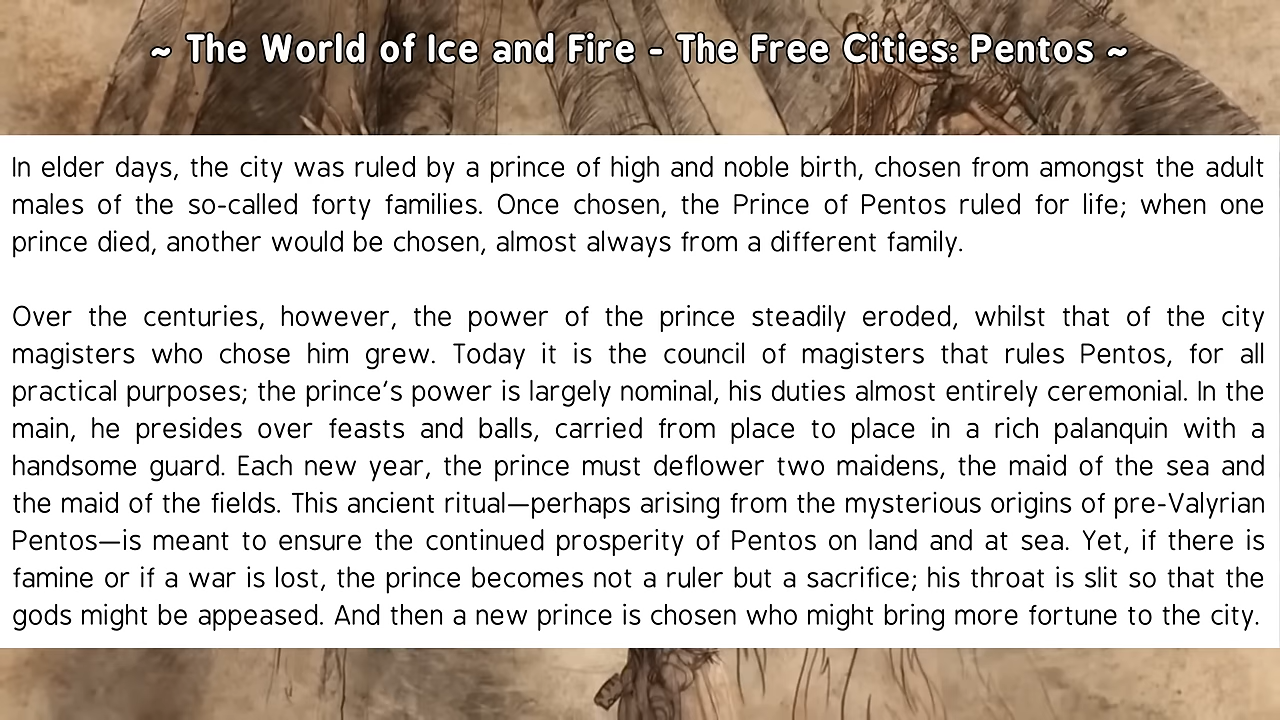 ~ The World of Ice and Fire - The Free Cities: Pentos ~
In elder days, the city was ruled by a prince of high and noble birth, chosen from amongst the adult
males of the so-called forty families. Once chosen, the Prince of Pentos ruled for life; when one
prince died, another would be chosen, almost always from a different family.
Over the centuries, however, the power of the prince steadily eroded, whilst that of the city
magisters who chose him grew. Today it is the council of magisters that rules Pentos, for all
practical purposes; the prince’s power is largely nominal, his duties almost entirely ceremonial. In the
main, he presides over feasts and balls, carried from place to place in a rich palanquin with a
handsome guard. Each new year, the prince must deflower two maidens, the maid of the sea and
the maid of the fields. This ancient ritual—perhaps arising from the mysterious origins of pre-Valyrian
Pentos—is meant to ensure the continued prosperity of Pentos on land and at sea. Yet, if there is
famine or if a war is lost, the prince becomes not a ruler but a sacrifice; his throat is slit so that the
gods might be appeased. And then a new prince is chosen who might bring more fortune to the city.